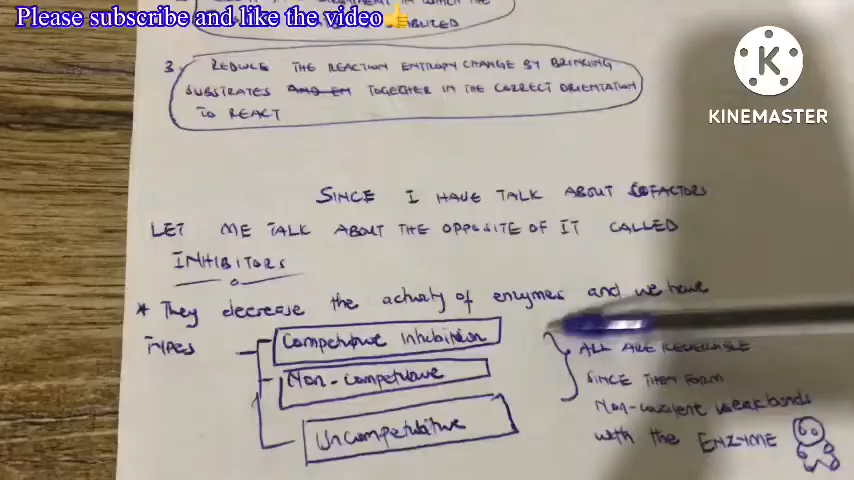 Please subscribe and like the video👍
3. REDUCE THE REACTION ENTROPY CHANGE BY BRINGING
SUBSTRATES TOGETHER IN THE CORRECT ORIENTATION
TO REACT
KINEMASTER
SINCE I HAVE TALK ABOUT COFACTORS
LET ME TALK ABOUT THE OPPOSITE OF IT CALLED
INHIBITORS
* They decrease the activity of enzymes and we have
TYPES
Competitive inhibition
Non-competitive
Uncompetitive
ALL ARE REVERSIBLE
SINCE THEY FORM
Non-covalent weak bonds
with the ENZYME